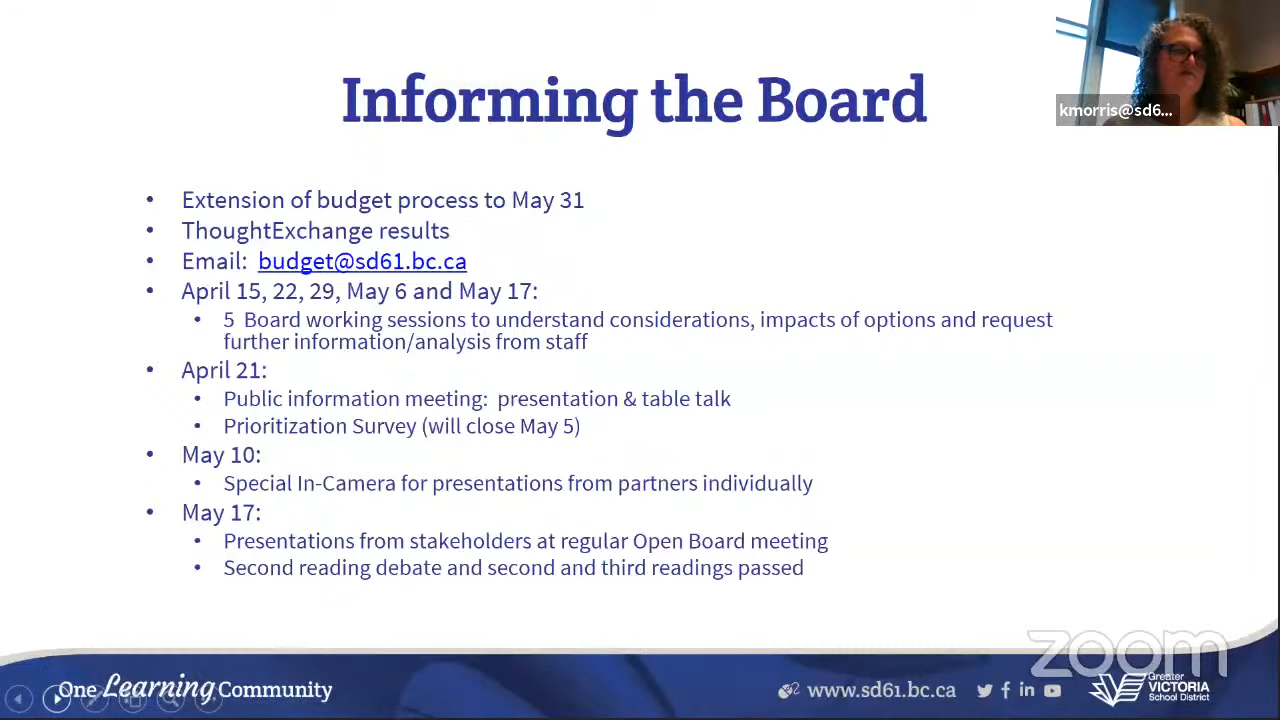 Informing the Board
kmorris@sd6...
• Extension of budget process to May 31
• ThoughtExchange results
• Email: budget@sd61.bc.ca
• April 15, 22, 29, May 6 and May 17:
• 5 Board working sessions to understand considerations, impacts of options and request
further information/analysis from staff
• April 21:
• Public information meeting: presentation & table talk
• Prioritization Survey (will close May 5)
• May 10:
• Special In-Camera for presentations from partners individually
• May 17:
• Presentations from stakeholders at regular Open Board meeting
• Second reading debate and second and third readings passed
zoom
One Learning Community
www.sd61.bc.ca
Greater
VICTORIA
School District